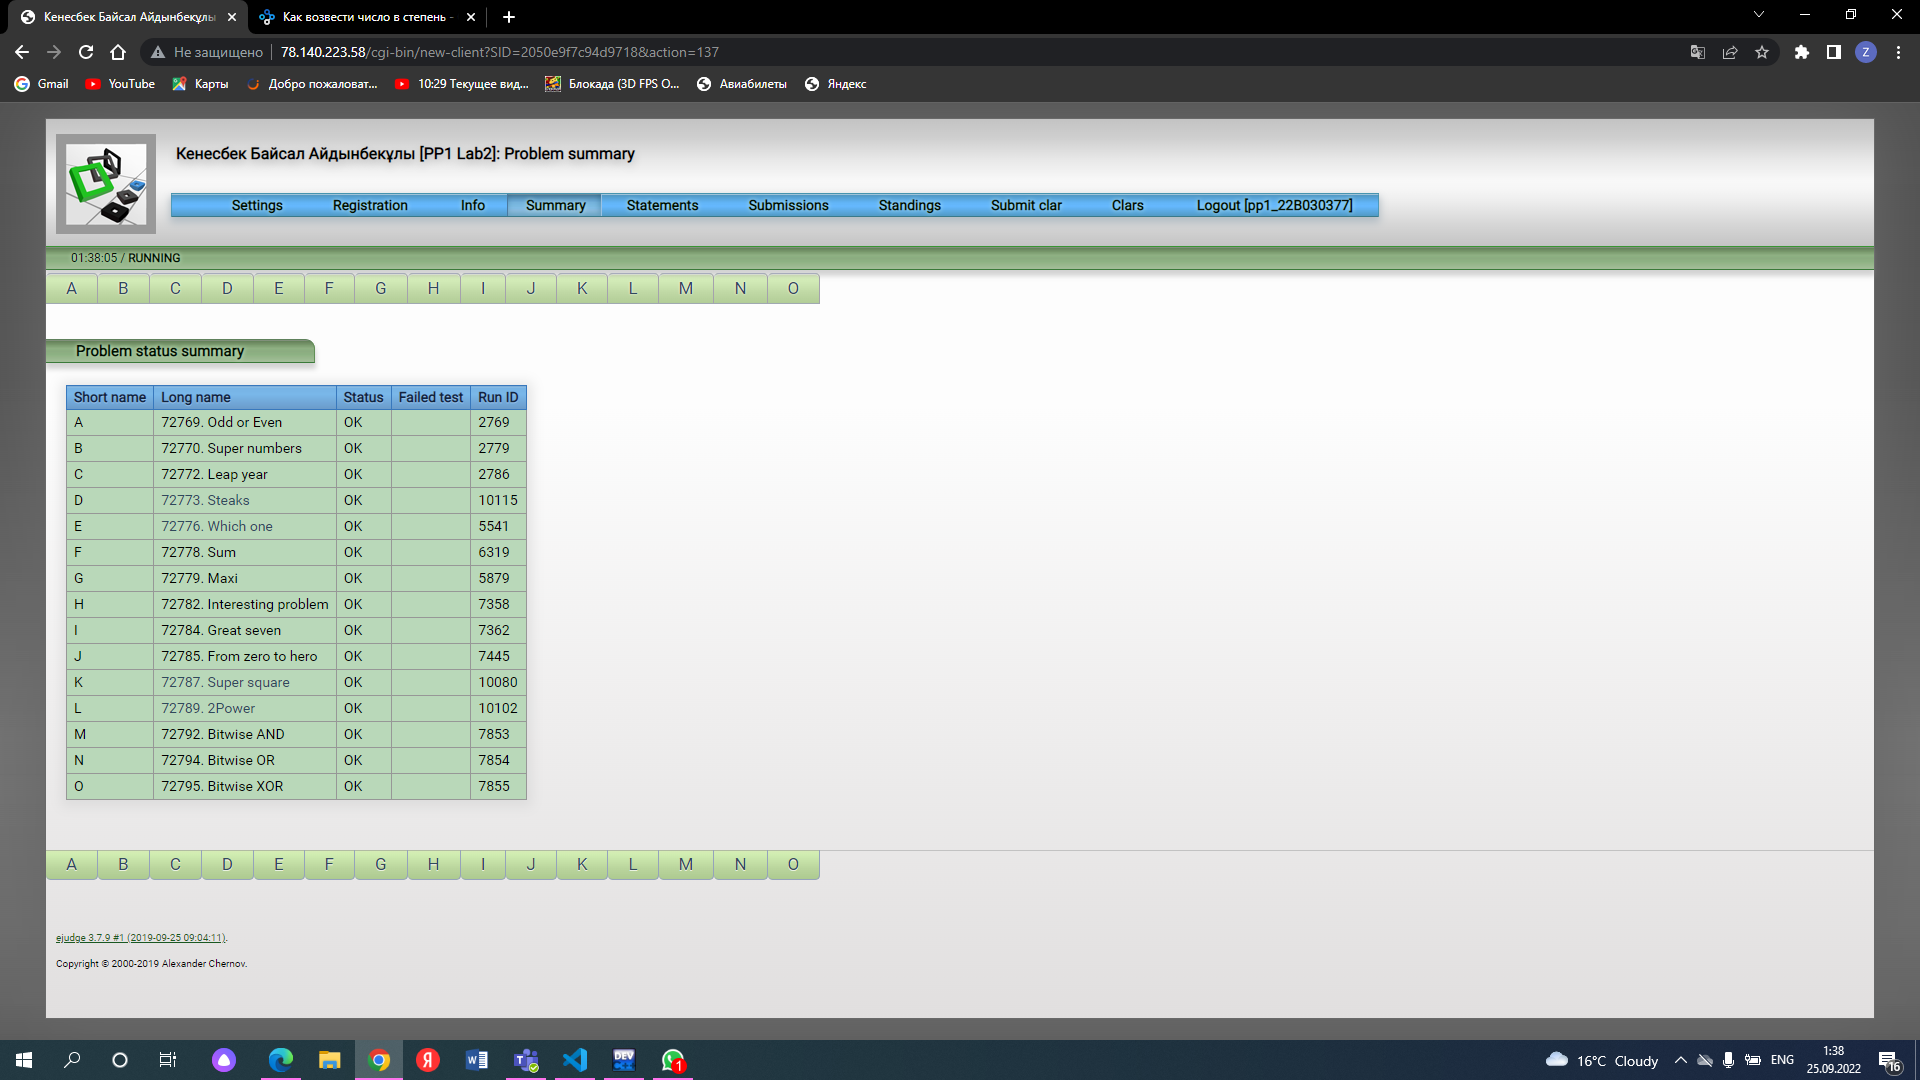 Кенесбек Байсал Айдынбекұлы
Как возвести число в степень -
Не защищено
78.140.223.58/cgi-bin/new-client?SID=2050e9f7c94d9718&action=137
Z
Gmail YouTube Карты Добро пожаловат... 10:29 Текущее вид... Блокада (3D FPS О... Авиабилеты Яндекс
Кенесбек Байсал Айдынбекұлы [PP1 Lab2]: Problem summary
Settings Registration Info Summary Statements Submissions Standings Submit clar Clars Logout [pp1_22B030377]
01:38:05 / RUNNING
A B C D E F G H I J K L M N O
Problem status summary
Short name Long name Status Failed test Run ID
A 72769. Odd or Even OK 2769
B 72770. Super numbers OK 2779
C 72772. Leap year OK 2786
D 72773. Steaks OK 10115
E 72776. Which one OK 5541
F 72778. Sum OK 6319
G 72779. Maxi OK 5879
H 72782. Interesting problem OK 7358
I 72784. Great seven OK 7362
J 72785. From zero to hero OK 7445
K 72787. Super square OK 10080
L 72789. 2Power OK 10102
M 72792. Bitwise AND OK 7853
N 72794. Bitwise OR OK 7854
O 72795. Bitwise XOR OK 7855
A B C D E F G H I J K L M N O
ejudge 3.7.9 #1 (2019-09-25 09:04:11).
Copyright © 2000-2019 Alexander Chernov.
Я
DEV
1
16°C Cloudy
ENG
1:38
25.09.2022
16